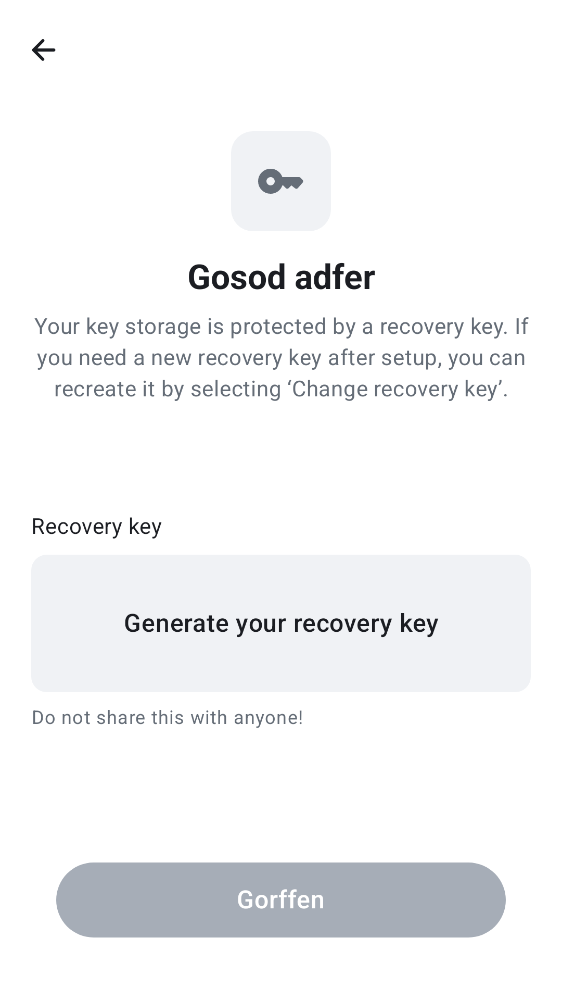 Gosod adfer
Your key storage is protected by a recovery key. If
you need a new recovery key after setup, you can
recreate it by selecting ‘Change recovery key’.
Recovery key
Generate your recovery key
Do not share this with anyone!
Gorffen